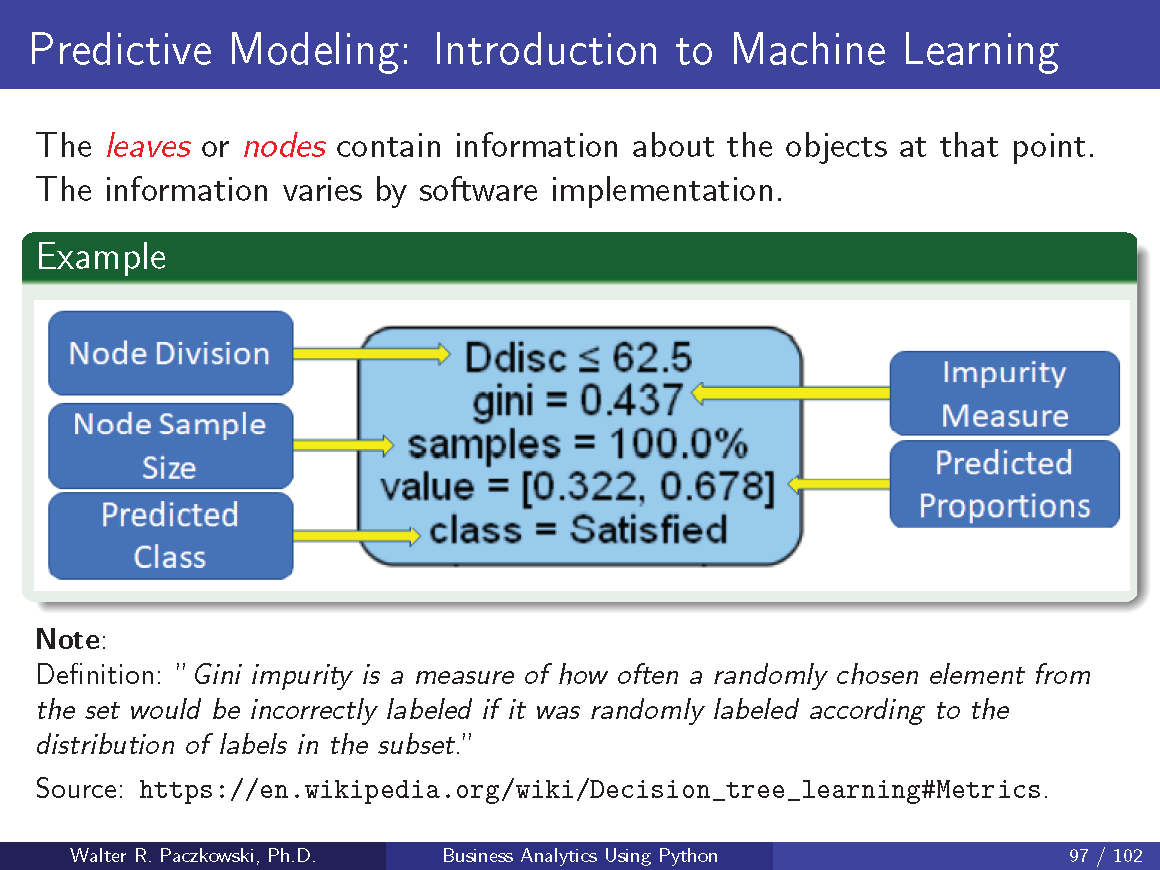 Predictive Modeling: Introduction to Machine Learning
The leaves or nodes contain information about the objects at that point.
The information varies by software implementation.
Example
Node Division
Node Sample
Size
Predicted
Class
Ddisc ≤ 62.5
gini = 0.437
samples = 100.0%
value = [0.322, 0.678]
class = Satisfied
Impurity
Measure
Predicted
Proportions
Note:
Definition: "Gini impurity is a measure of how often a randomly chosen element from
the set would be incorrectly labeled if it was randomly labeled according to the
distribution of labels in the subset."
Source: https://en.wikipedia.org/wiki/Decision_tree_learning#Metrics.
Walter R. Paczkowski, Ph.D.
Business Analytics Using Python
97 / 102